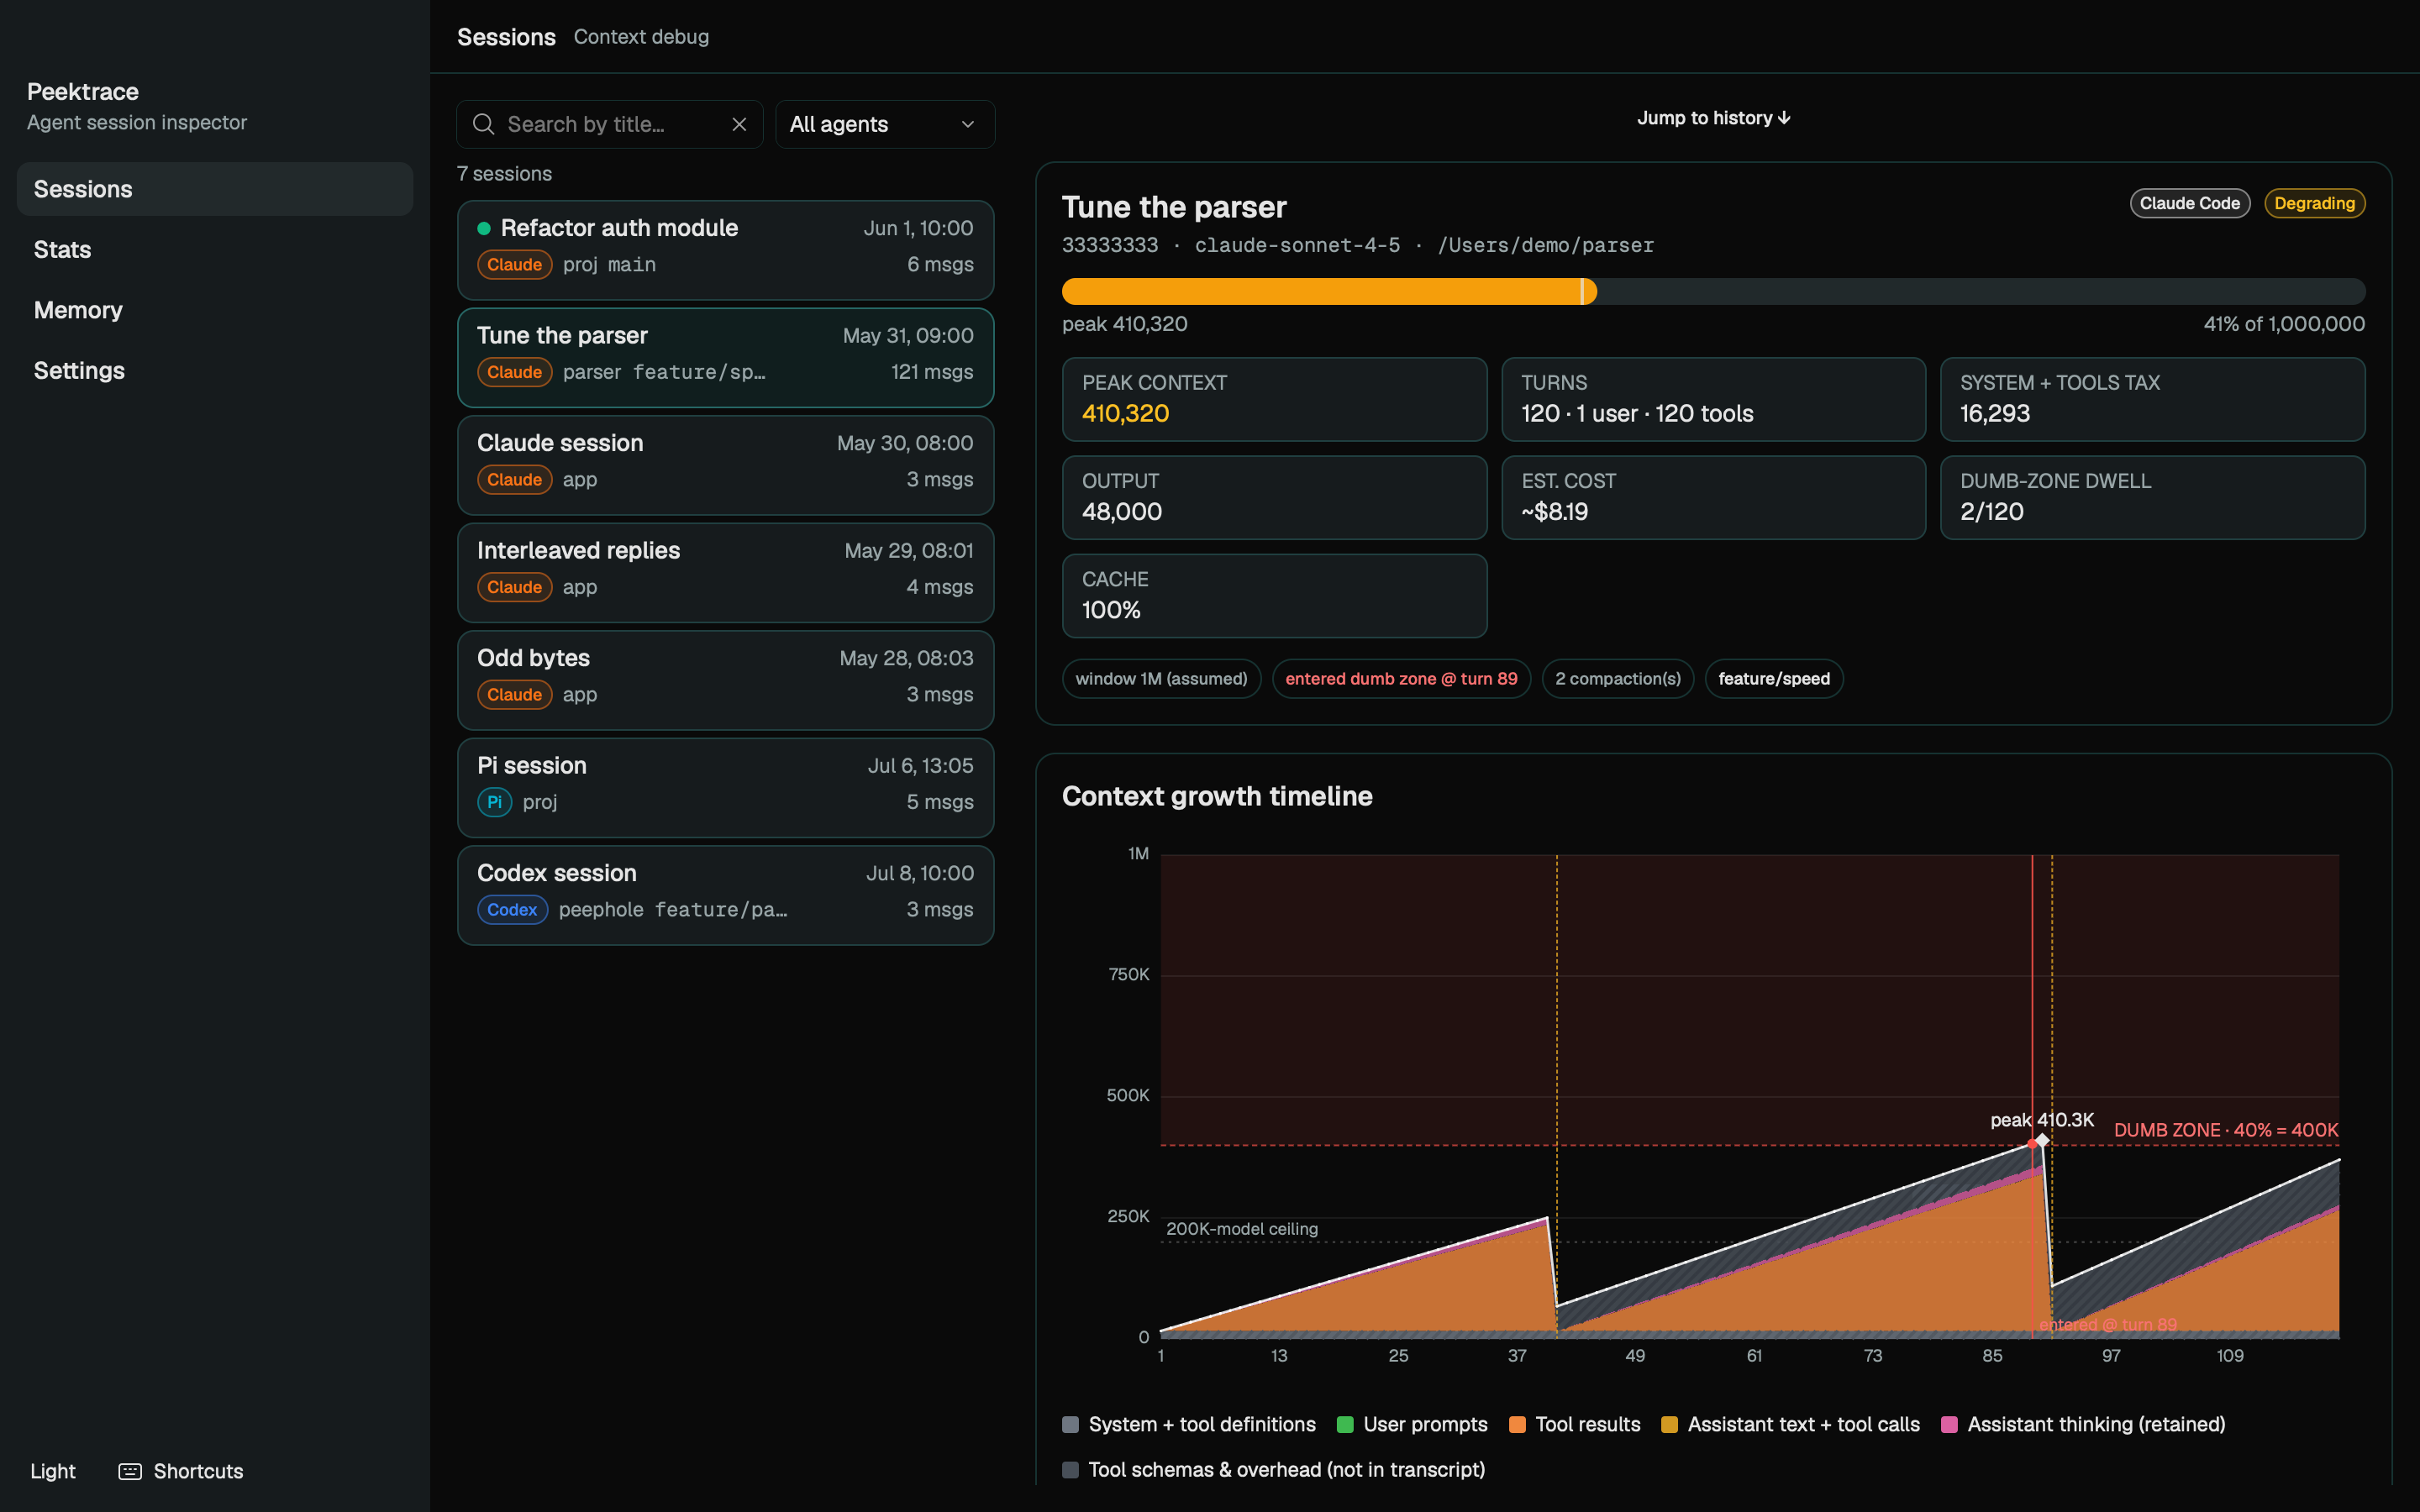 Peektrace
Agent session inspector
Sessions
Stats
Memory
Settings
Light
Shortcuts
Sessions Context debug
Search by title...
All agents
7 sessions
Refactor auth module Jun 1, 10:00
Claude proj main 6 msgs
Tune the parser May 31, 09:00
Claude parser feature/sp… 121 msgs
Claude session May 30, 08:00
Claude app 3 msgs
Interleaved replies May 29, 08:01
Claude app 4 msgs
Odd bytes May 28, 08:03
Claude app 3 msgs
Pi session Jul 6, 13:05
Pi proj 5 msgs
Codex session Jul 8, 10:00
Codex peephole feature/pa… 3 msgs
Jump to history ↓
Tune the parser Claude Code Degrading
33333333 · claude-sonnet-4-5 · /Users/demo/parser
peak 410,320 41% of 1,000,000
PEAK CONTEXT
410,320
TURNS
120 · 1 user · 120 tools
SYSTEM + TOOLS TAX
16,293
OUTPUT
48,000
EST. COST
~$8.19
DUMB-ZONE DWELL
2/120
CACHE
100%
window 1M (assumed) entered dumb zone @ turn 89 2 compaction(s) feature/speed
Context growth timeline
1M
750K
500K
peak 410.3K
DUMB ZONE · 40% = 400K
250K
200K-model ceiling
entered @ turn 89
0
1 13 25 37 49 61 73 85 97 109
System + tool definitions User prompts Tool results Assistant text + tool calls Assistant thinking (retained)
Tool schemas & overhead (not in transcript)